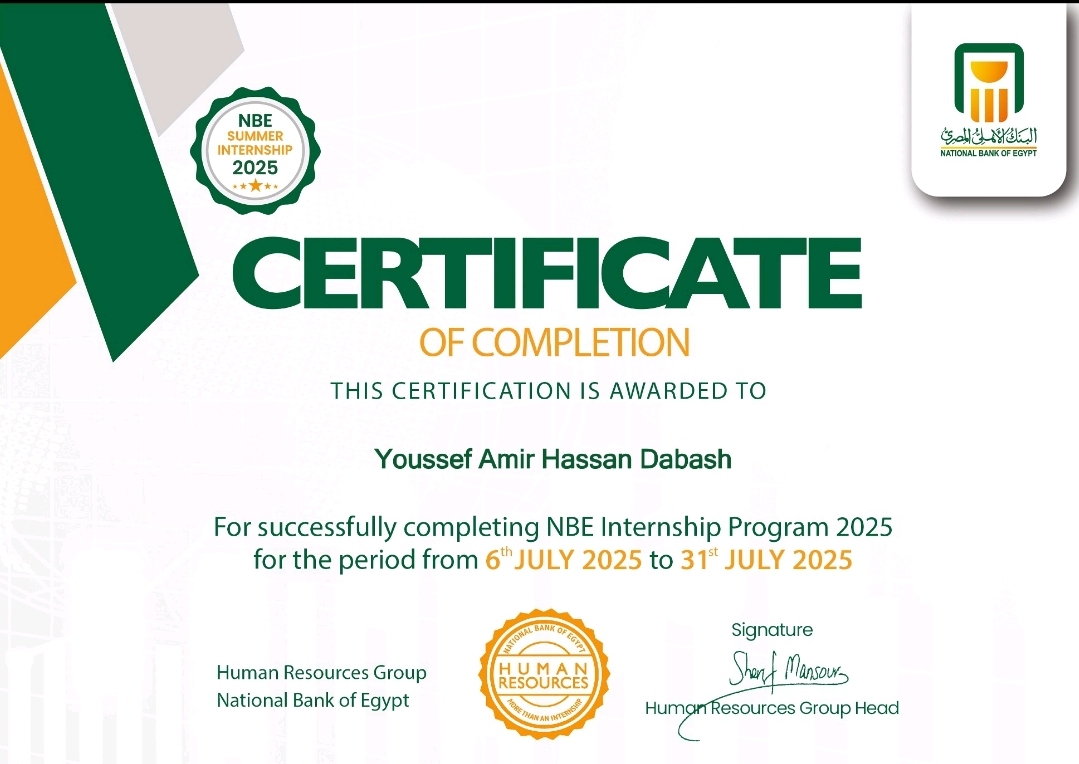 NBE
SUMMER
INTERNSHIP
2025
البنك الأهلي المصري
NATIONAL BANK OF EGYPT
CERTIFICATE
OF COMPLETION
THIS CERTIFICATION IS AWARDED TO
Youssef Amir Hassan Dabash
For successfully completing NBE Internship Program 2025
for the period from 6th JULY 2025 to 31st JULY 2025
Human Resources Group
National Bank of Egypt
NATIONAL BANK OF EGYPT
HUMAN
RESOURCES
MORE THAN AN INTERNSHIP
Signature
Sherif Mansour
Human Resources Group Head